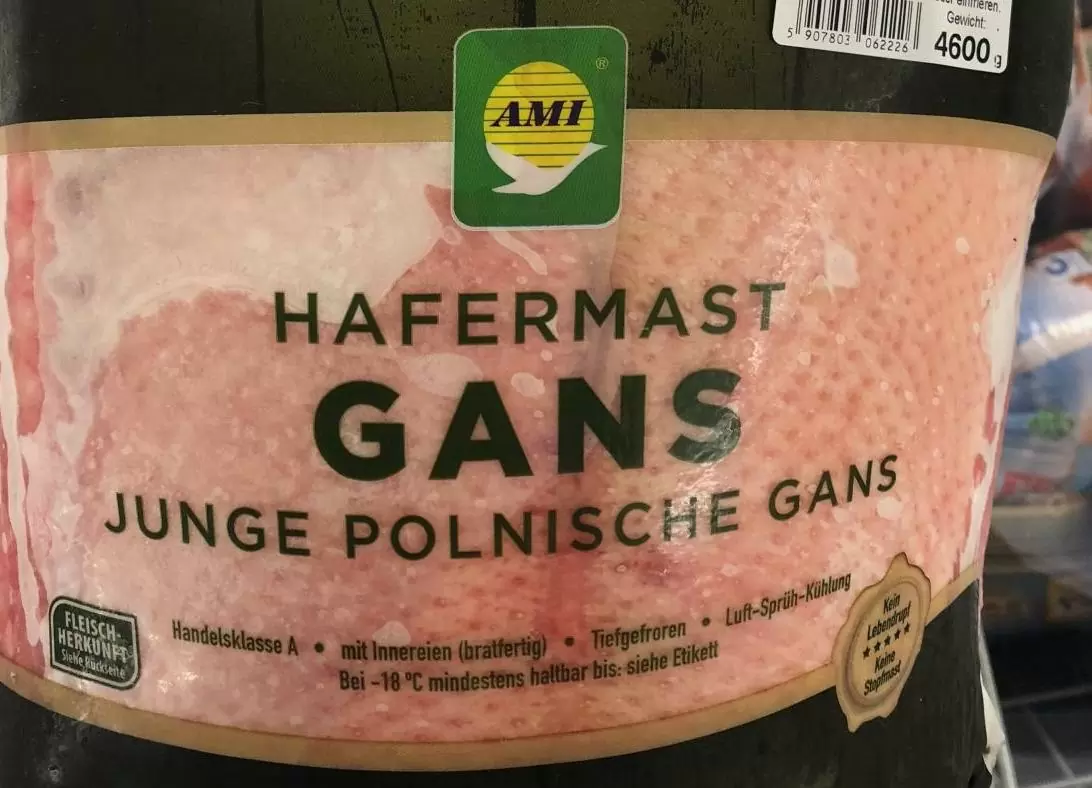 einfrieren.
Gewicht:
5 907803 062226
4600 g
AMI
®
HAFERMAST
GANS
JUNGE POLNISCHE GANS
FLEISCH-
HERKUNFT
Siehe Rückseite
Handelsklasse A • mit Innereien (bratfertig) • Tiefgefroren • Luft-Sprüh-Kühlung
Bei -18 °C mindestens haltbar bis: siehe Etikett
Kein
Lebendrupf
Keine
Stopfmast